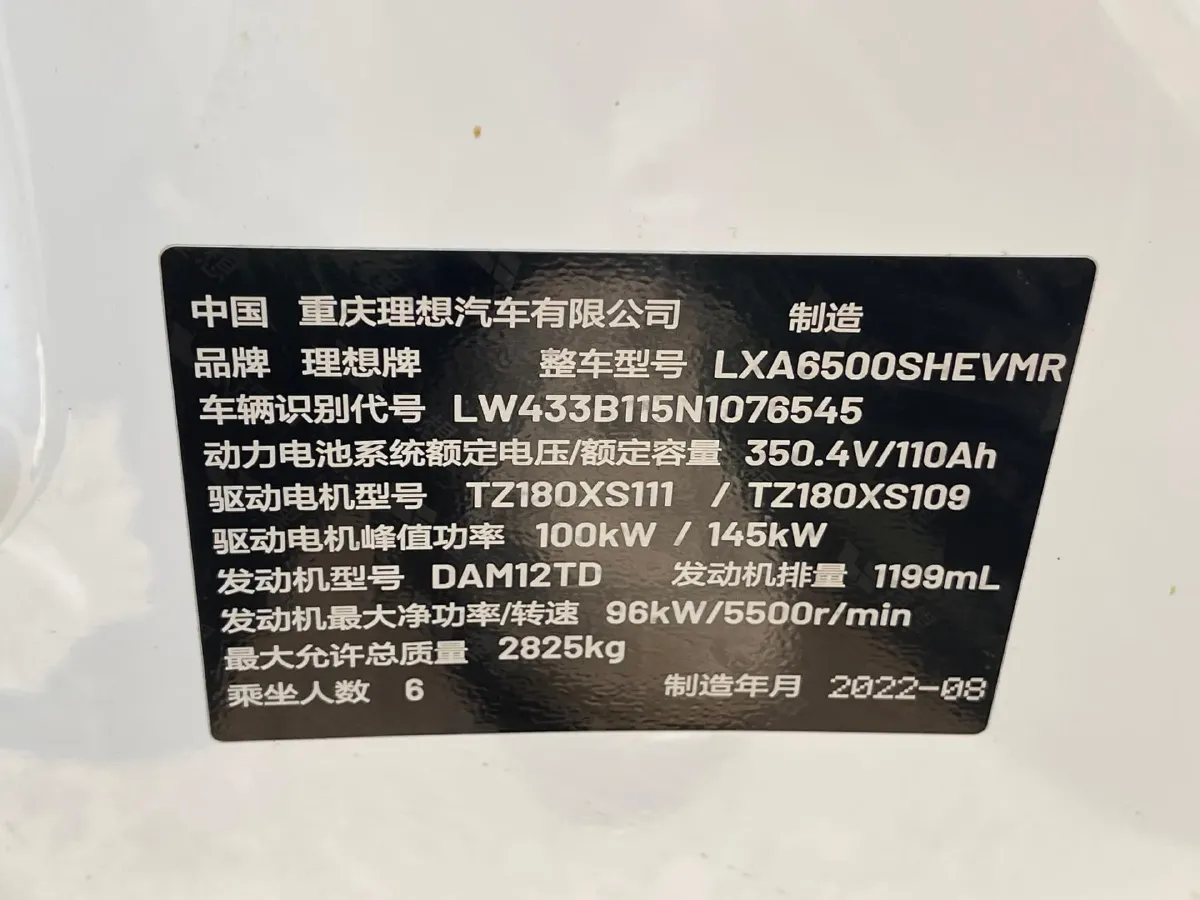 中国 重庆理想汽车有限公司 制造
品牌 理想牌 整车型号 LXA6500SHEVMR
车辆识别代号 LW433B115N1076545
动力电池系统额定电压/额定容量 350.4V/110Ah
驱动电机型号 TZ180XS111 / TZ180XS109
驱动电机峰值功率 100kW / 145kW
发动机型号 DAM12TD 发动机排量 1199mL
发动机最大净功率/转速 96kW/5500r/min
最大允许总质量 2825kg
乘坐人数 6 制造年月 2022-08